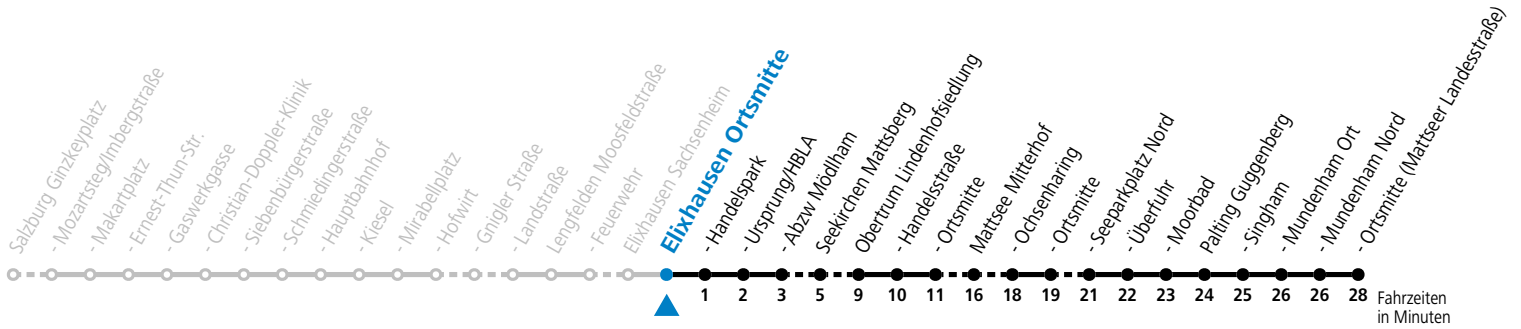 Salzburg Ginzkeyplatz
- Mozartsteg/Imbergstraße
- Makartplatz
- Ernest-Thun-Str.
- Gaswerkgasse
- Christian-Doppler-Klinik
- Siebenbürgerstraße
- Schmiedingerstraße
- Hauptbahnhof
- Kiesel
- Mirabellplatz
- Hofwirt
- Gnigler Straße
- Landstraße
Lengfelden Moosfeldstraße
- Feuerwehr
Elixhausen Sachsenheim
Elixhausen Ortsmitte
- Handelspark
- Ursprung/HBLA
- Abzw Mödlham
Seekirchen Mattsberg
Obertrum Lindenhofsiedlung
- Handelsstraße
- Ortsmitte
Mattsee Mitterhof
- Ochsenharing
- Ortsmitte
- Seeparkplatz Nord
- Überfuhr
- Moorbad
Palting Guggenberg
- Singham
- Mundenham Ort
- Mundenham Nord
- Ortsmitte (Mattseer Landesstraße)
1 2 3 5 9 10 11 16 18 19 21 22 23 24 25 26 26 28
Fahrzeiten
in Minuten